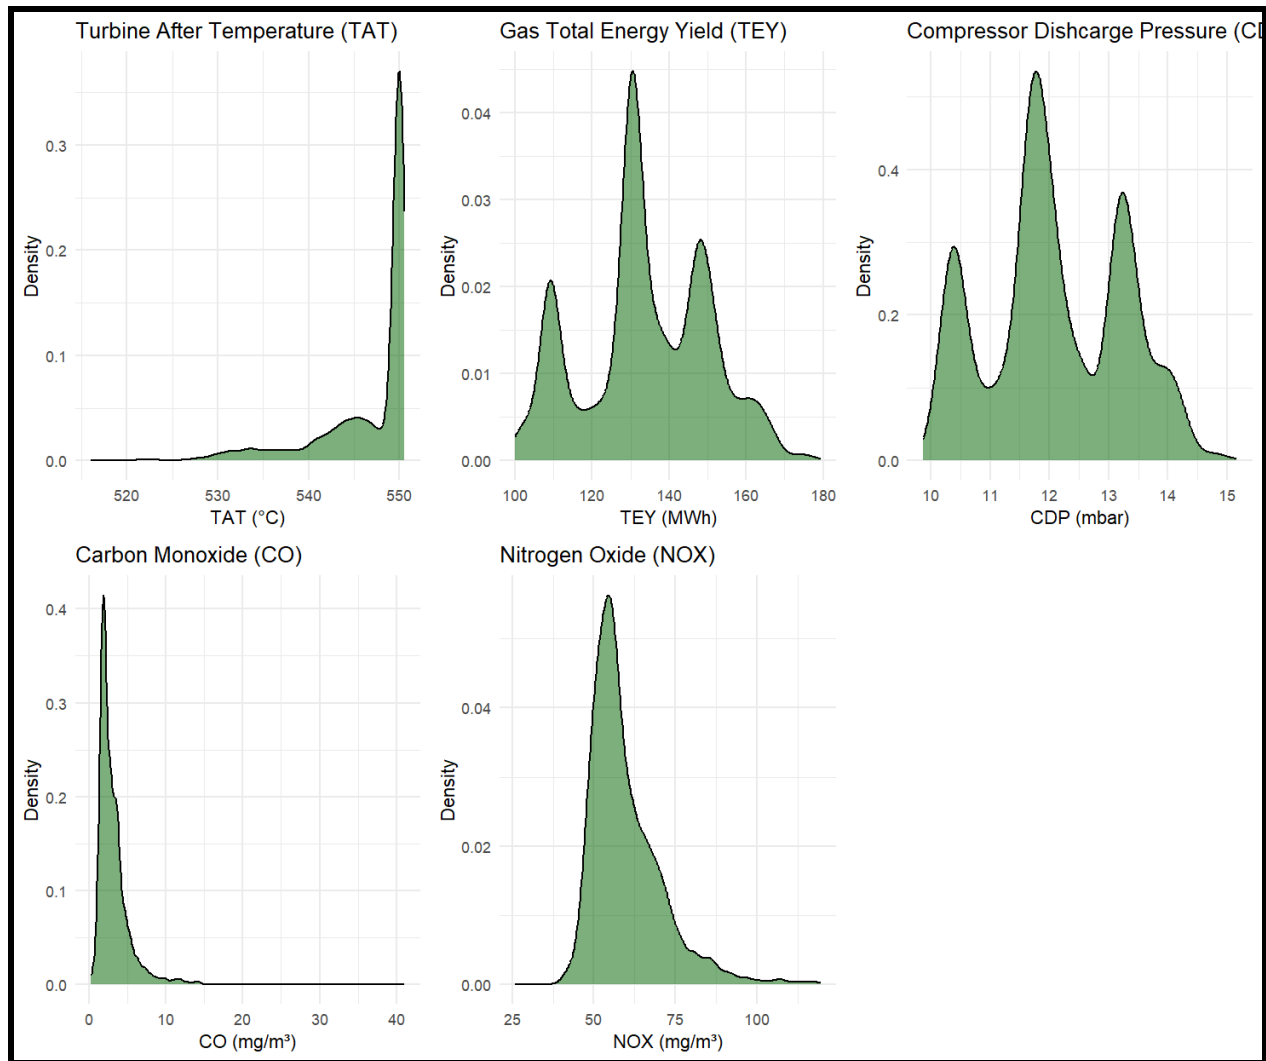 Turbine After Temperature (TAT)
Density
0.3
0.2
0.1
0.0
520 530 540 550
TAT (°C)
Gas Total Energy Yield (TEY)
Density
0.04
0.03
0.02
0.01
0.00
100 120 140 160 180
TEY (MWh)
Compressor Dishcarge Pressure (CD
Density
0.4
0.2
0.0
10 11 12 13 14 15
CDP (mbar)
Carbon Monoxide (CO)
Density
0.4
0.3
0.2
0.1
0.0
0 10 20 30 40
CO (mg/m³)
Nitrogen Oxide (NOX)
Density
0.04
0.02
0.00
25 50 75 100
NOX (mg/m³)